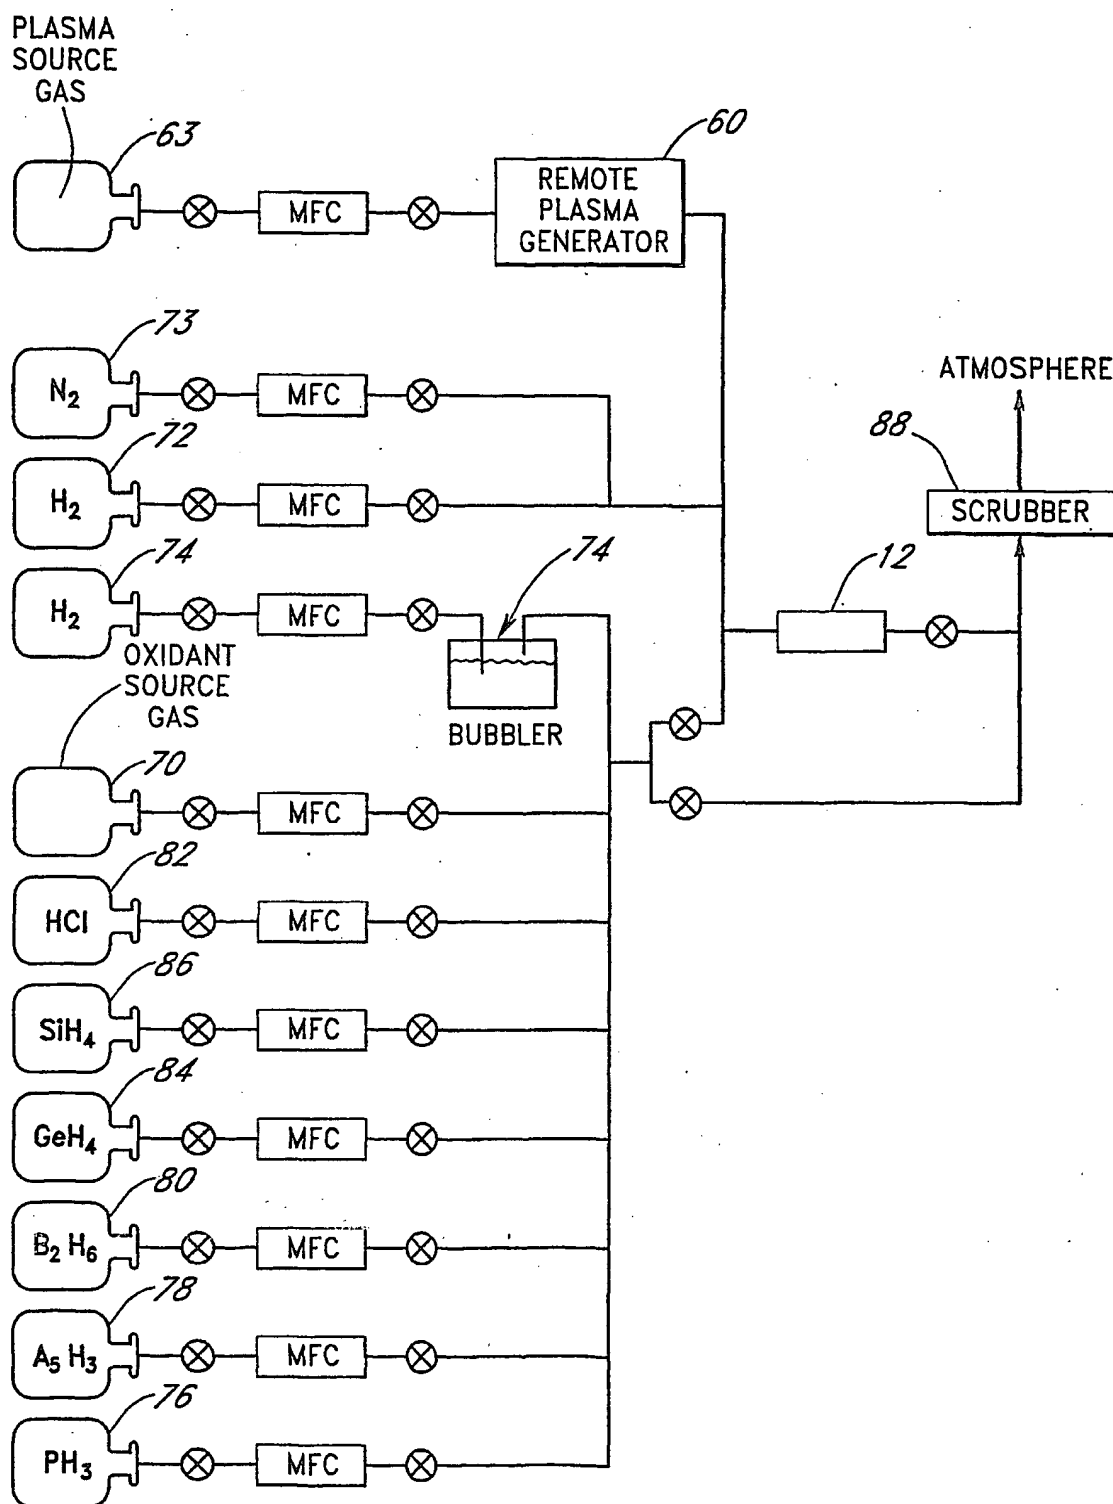 PLASMA
SOURCE
GAS
63
60
MFC
REMOTE
PLASMA
GENERATOR
73
N₂
MFC
ATMOSPHERE
72
H₂
MFC
88
SCRUBBER
74
H₂
MFC
74
12
OXIDANT
SOURCE
GAS
BUBBLER
70
MFC
82
HCl
MFC
86
SiH₄
MFC
84
GeH₄
MFC
80
B₂ H₆
MFC
78
A₅ H₃
MFC
76
PH₃
MFC